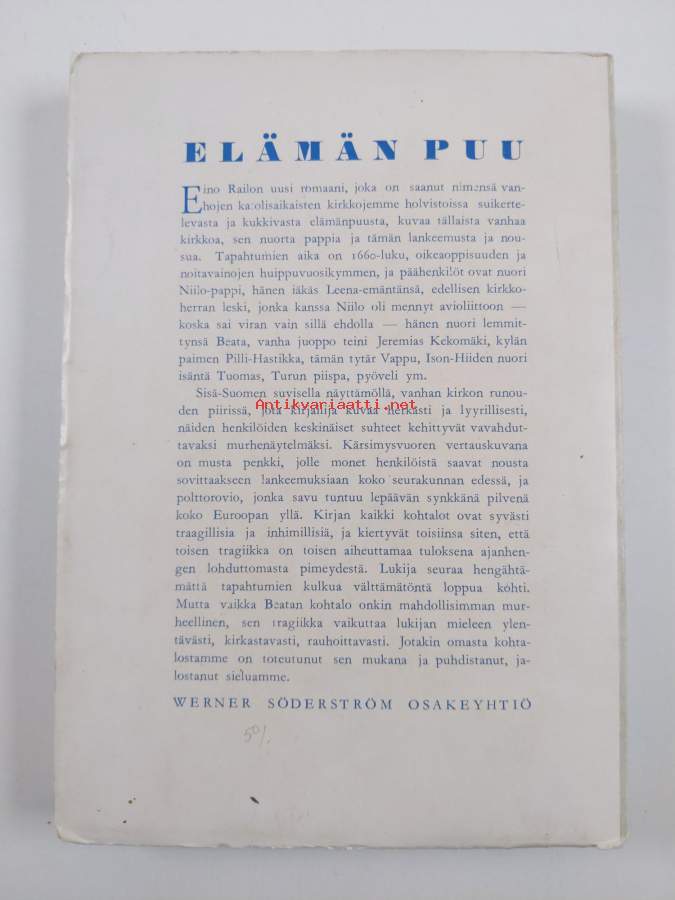 ELÄMÄN PUU
Eino Railon uusi romaani, joka on saanut nimensä van-
hojen katolisaikaisten kirkkojemme holvistoissa suikerte-
levasta ja kukkivasta elämänpuusta, kuvaa tällaista vanhaa
kirkkoa, sen nuorta pappia ja tämän lankeemusta ja nou-
sua. Tapahtumien aika on 1660-luku, oikeaoppisuuden ja
noitavainojen huippuvuosikymmen, ja päähenkilöt ovat nuori
Niilo-pappi, hänen iäkäs Leena-emäntänsä, edellisen kirkko-
herran leski, jonka kanssa Niilo oli mennyt avioliittoon —
koska sai viran vain sillä ehdolla — hänen nuori lemmit-
tynsä Beata, vanha juoppo teini Jeremias Kekomäki, kylän
paimen Pilli-Hastikka, tämän tytär Vappu, Ison-Hiiden nuori
isäntä Tuomas, Turun piispa, pyöveli ym.
Sisä-Suomen suvisella näyttämöllä, vanhan kirkon runou-
den piirissä, jota kirjailija kuvaa herkästi ja lyyrillisesti,
Antikvariaatti.net
näiden henkilöiden keskinäiset suhteet kehittyvät vavahdut-
tavaksi murhenäytelmäksi. Kärsimysvuoren vertauskuvana
on musta penkki, jolle monet henkilöistä saavat nousta
sovittaakseen lankeemuksiaan koko seurakunnan edessä, ja
polttorovio, jonka savu tuntuu lepäävän synkkänä pilvenä
koko Euroopan yllä. Kirjan kaikki kohtalot ovat syvästi
traagillisia ja inhimillisiä, ja kiertyvät toisiinsa siten, että
toisen tragiikka on toisen aiheuttamaa tuloksena ajanhen-
gen lohduttomasta pimeydestä. Lukija seuraa hengähtä-
mättä tapahtumien kulkua välttämätöntä loppua kohti.
Mutta vaikka Beatan kohtalo onkin mahdollisimman mur-
heellinen, sen tragiikka vaikuttaa lukijan mieleen ylen-
tävästi, kirkastavasti, rauhoittavasti. Jotakin omasta kohta-
lostamme on toteutunut sen mukana ja puhdistanut, ja-
lostanut sieluamme.
WERNER SÖDERSTRÖM OSAKEYHTIÖ